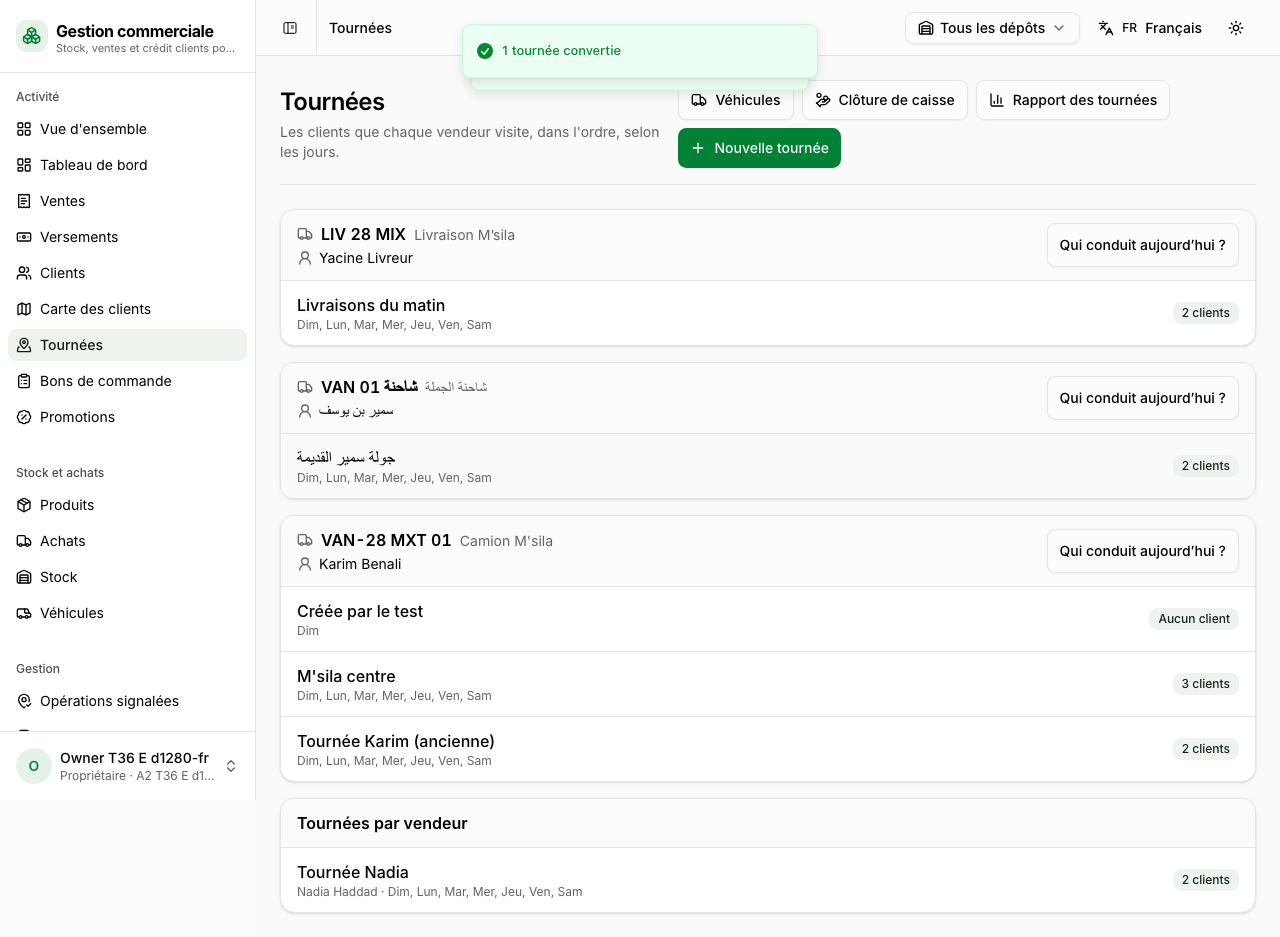 Gestion commerciale
Stock, ventes et crédit clients po...
Activité
Vue d'ensemble
Tableau de bord
Ventes
Versements
Clients
Carte des clients
Tournées
Bons de commande
Promotions
Stock et achats
Produits
Achats
Stock
Véhicules
Gestion
Opérations signalées
O
Owner T36 E d1280-fr
Propriétaire · A2 T36 E d1...
Tournées
Tous les dépôts
FR Français
1 tournée convertie
Tournées
Les clients que chaque vendeur visite, dans l'ordre, selon
les jours.
Véhicules
Clôture de caisse
Rapport des tournées
Nouvelle tournée
LIV 28 MIX Livraison M’sila
Yacine Livreur
Qui conduit aujourd’hui ?
Livraisons du matin
Dim, Lun, Mar, Mer, Jeu, Ven, Sam
2 clients
VAN 01 شاحنة شاحنة الجملة
سمير بن يوسف
Qui conduit aujourd’hui ?
جولة سمير القديمة
Dim, Lun, Mar, Mer, Jeu, Ven, Sam
2 clients
VAN-28 MXT 01 Camion M'sila
Karim Benali
Qui conduit aujourd’hui ?
Créée par le test
Dim
Aucun client
M'sila centre
Dim, Lun, Mar, Mer, Jeu, Ven, Sam
3 clients
Tournée Karim (ancienne)
Dim, Lun, Mar, Mer, Jeu, Ven, Sam
2 clients
Tournées par vendeur
Tournée Nadia
Nadia Haddad · Dim, Lun, Mar, Mer, Jeu, Ven, Sam
2 clients